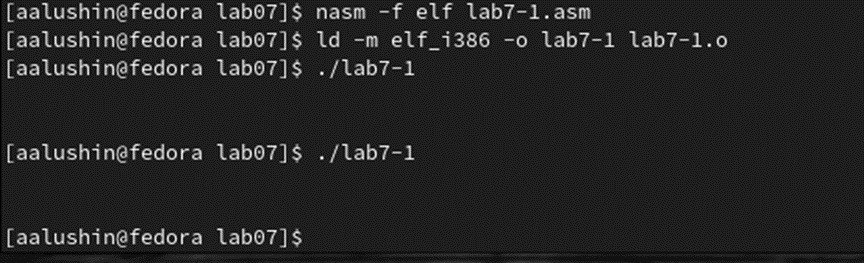 [aalushin@fedora lab07]$ nasm -f elf lab7-1.asm
[aalushin@fedora lab07]$ ld -m elf_i386 -o lab7-1 lab7-1.o
[aalushin@fedora lab07]$ ./lab7-1
[aalushin@fedora lab07]$ ./lab7-1
[aalushin@fedora lab07]$